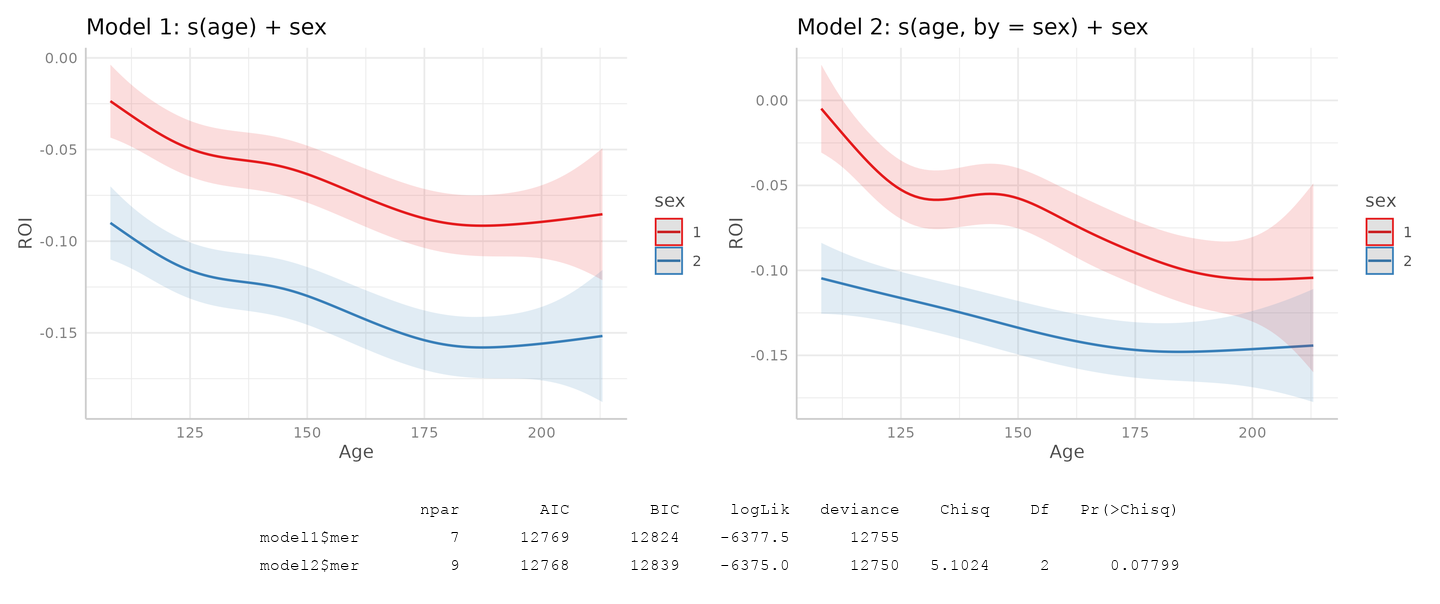 Model 1: s(age) + sex
0.00
-0.05
-0.10
-0.15
ROI
125 150 175 200
Age
sex
1
2
Model 2: s(age, by = sex) + sex
0.00
-0.05
-0.10
-0.15
ROI
125 150 175 200
Age
sex
1
2
npar AIC BIC logLik deviance Chisq Df Pr(>Chisq)
model1$mer 7 12769 12824 -6377.5 12755
model2$mer 9 12768 12839 -6375.0 12750 5.1024 2 0.07799